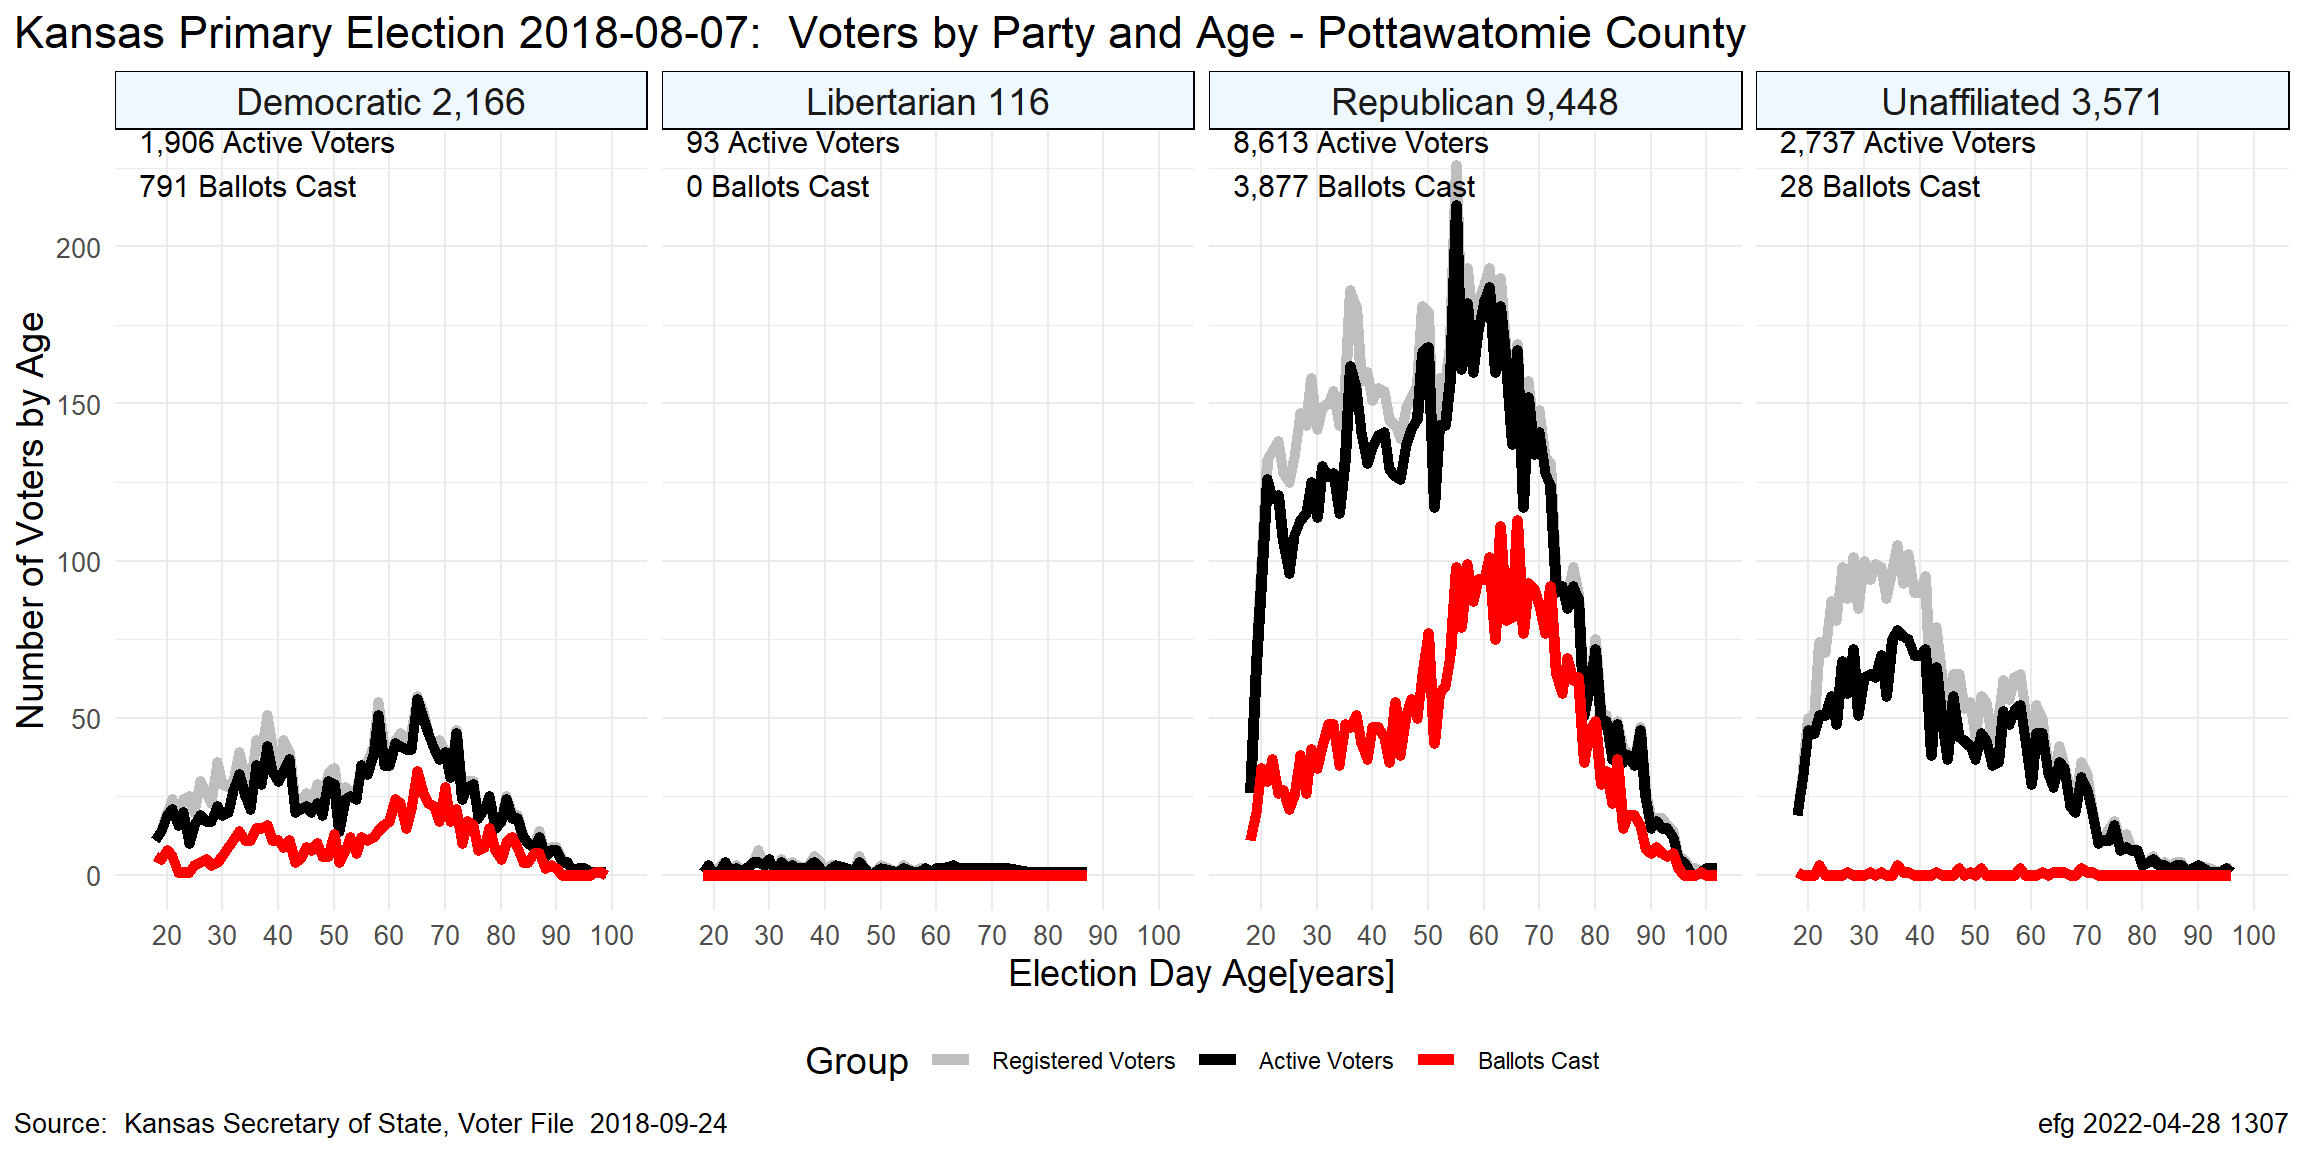 Kansas Primary Election 2018-08-07:  Voters by Party and Age - Pottawatomie County
Democratic 2,166
Libertarian 116
Republican 9,448
Unaffiliated 3,571
1,906 Active Voters
791 Ballots Cast
93 Active Voters
0 Ballots Cast
8,613 Active Voters
3,877 Ballots Cast
2,737 Active Voters
28 Ballots Cast
Number of Voters by Age
200
150
100
50
0
20 30 40 50 60 70 80 90 100
20 30 40 50 60 70 80 90 100
20 30 40 50 60 70 80 90 100
20 30 40 50 60 70 80 90 100
Election Day Age[years]
Group Registered Voters Active Voters Ballots Cast
Source:  Kansas Secretary of State, Voter File  2018-09-24
efg 2022-04-28 1307